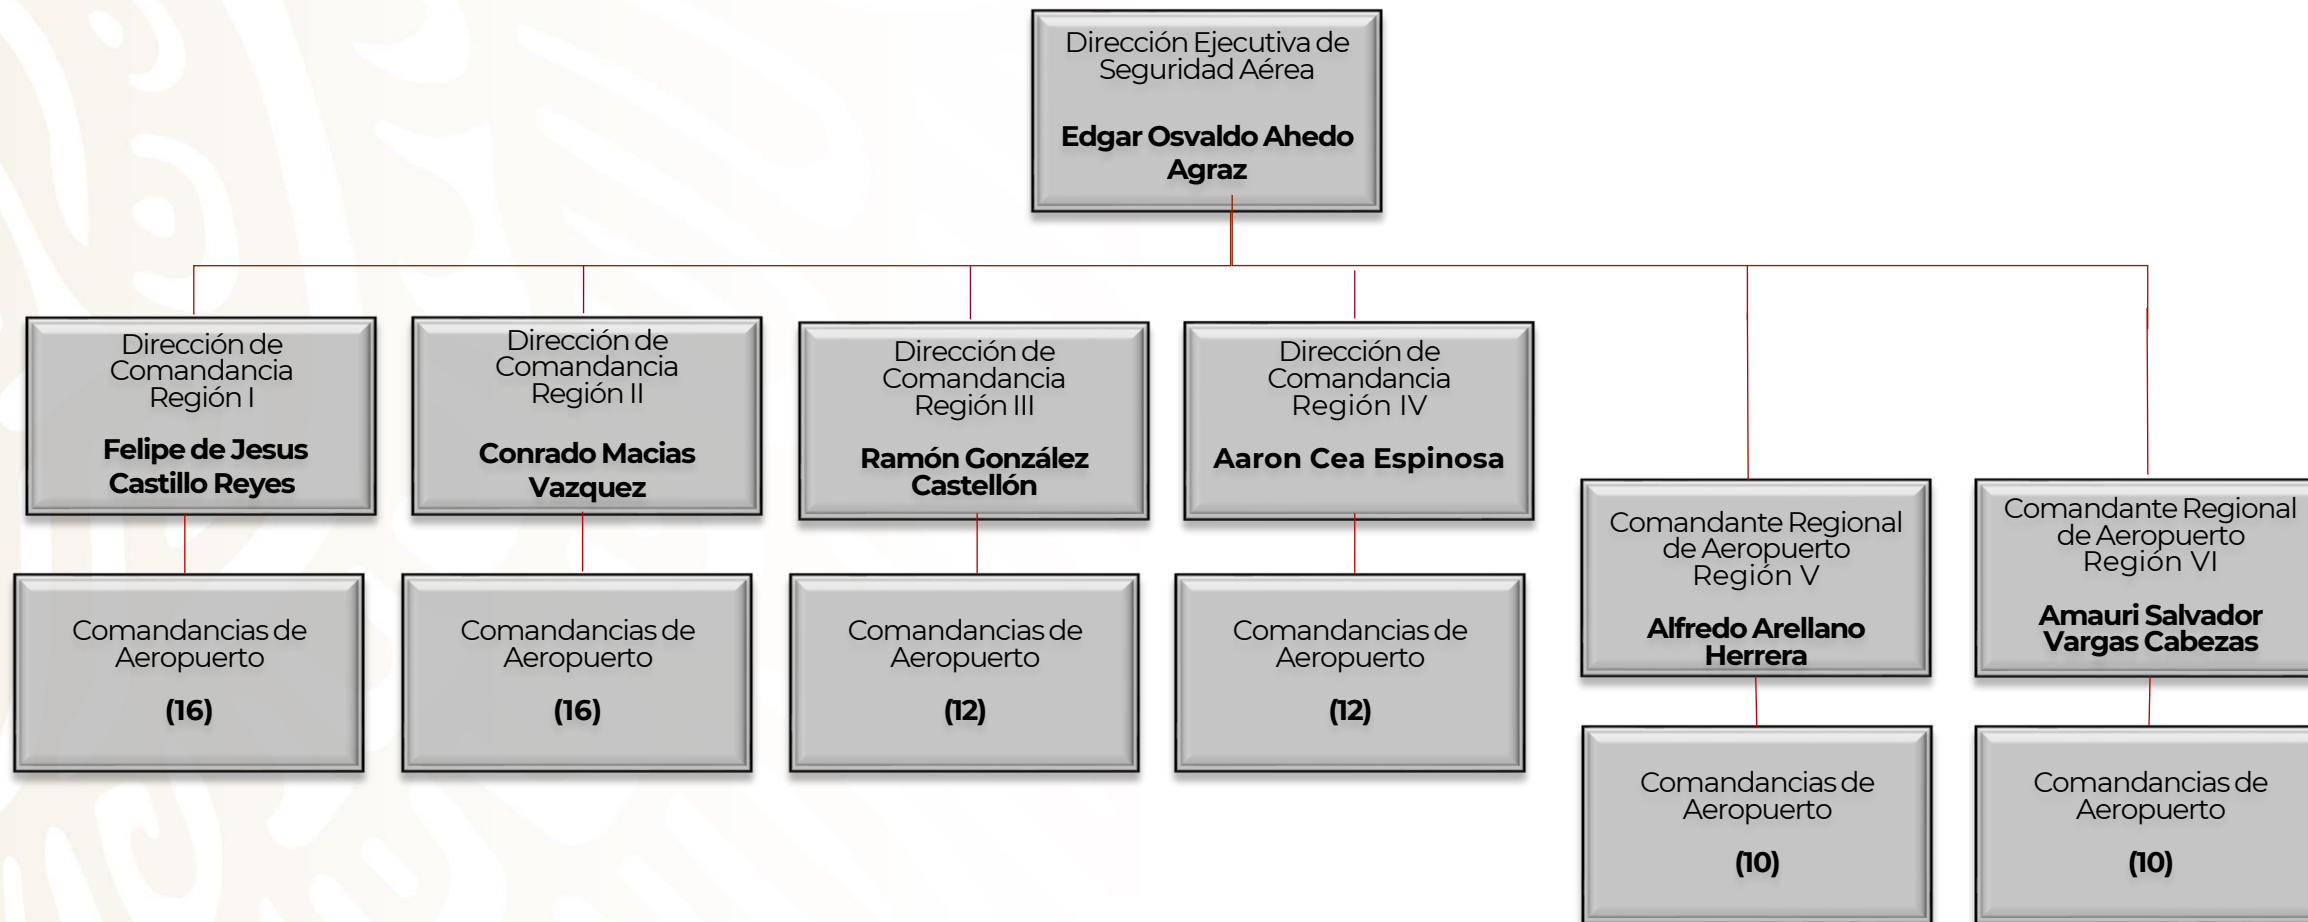 Dirección Ejecutiva de
Seguridad Aérea
Edgar Osvaldo Ahedo
Agraz
Dirección de
Comandancia
Región I
Felipe de Jesus
Castillo Reyes
Dirección de
Comandancia
Región II
Conrado Macias
Vazquez
Dirección de
Comandancia
Región III
Ramón González
Castellón
Dirección de
Comandancia
Región IV
Aaron Cea Espinosa
Comandante Regional
de Aeropuerto
Región V
Alfredo Arellano
Herrera
Comandante Regional
de Aeropuerto
Región VI
Amauri Salvador
Vargas Cabezas
Comandancias de
Aeropuerto
(16)
Comandancias de
Aeropuerto
(16)
Comandancias de
Aeropuerto
(12)
Comandancias de
Aeropuerto
(12)
Comandancias de
Aeropuerto
(10)
Comandancias de
Aeropuerto
(10)